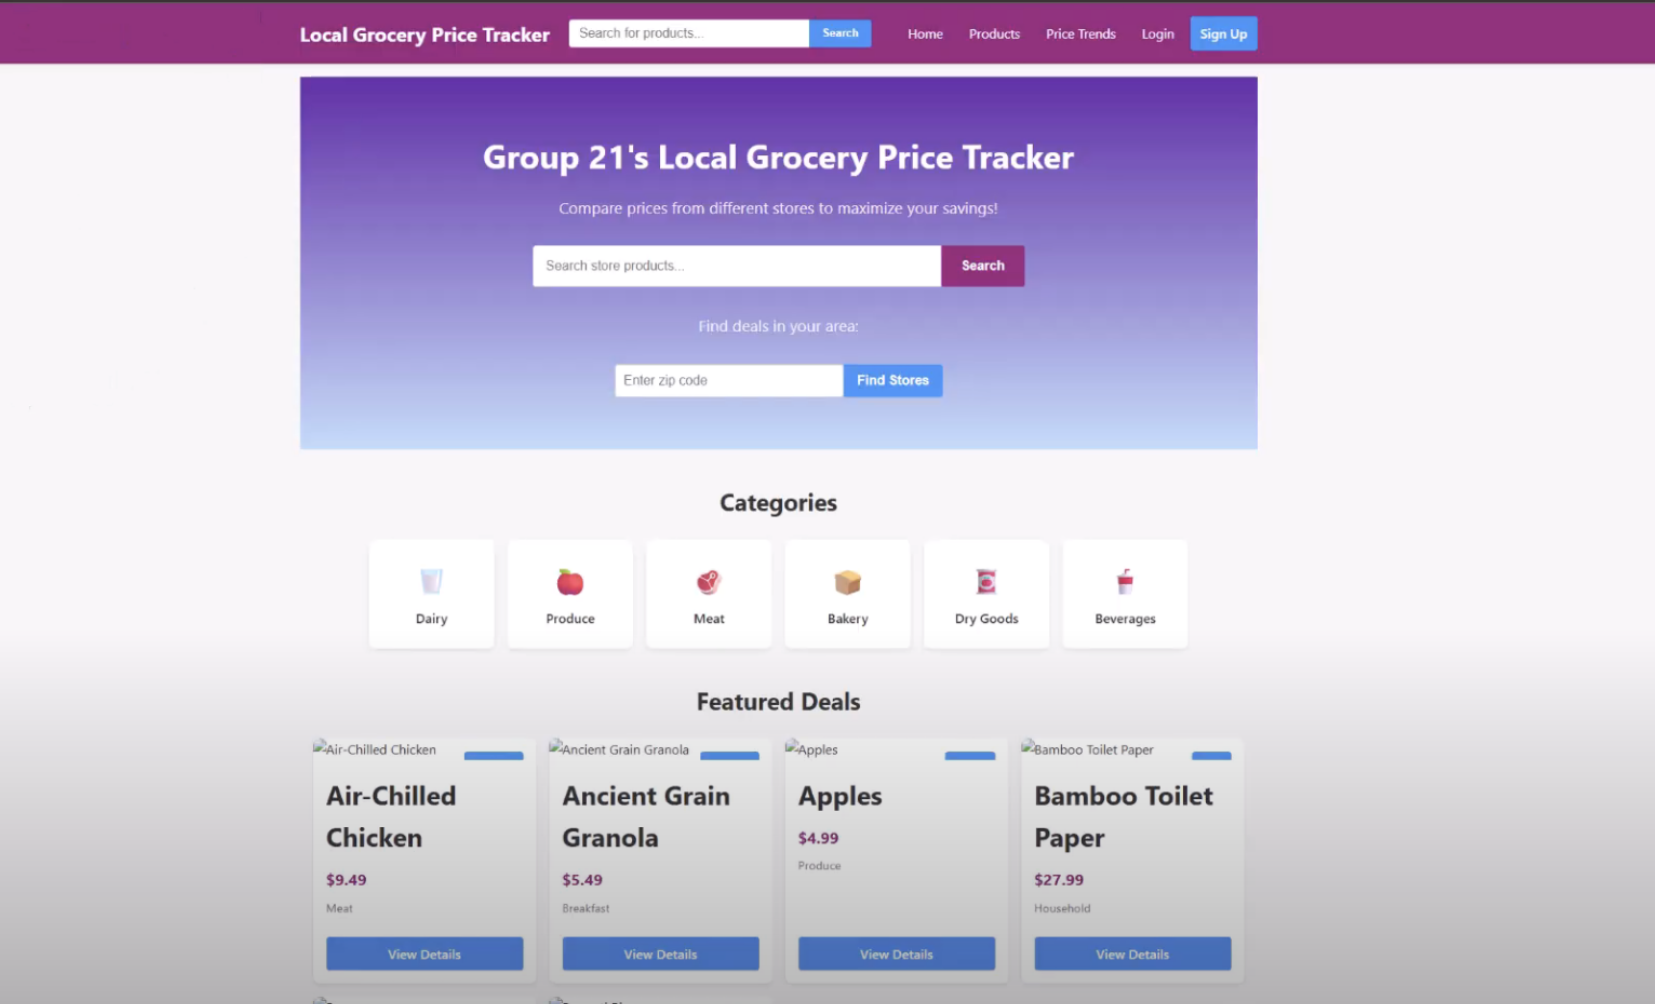 Local Grocery Price Tracker
Search for products...
Search
Home
Products
Price Trends
Login
Sign Up
Group 21's Local Grocery Price Tracker
Compare prices from different stores to maximize your savings!
Search store products...
Search
Find deals in your area:
Enter zip code
Find Stores
Categories
Dairy
Produce
Meat
Bakery
Dry Goods
Beverages
Featured Deals
Air-Chilled Chicken
Air-Chilled
Chicken
$9.49
Meat
View Details
Ancient Grain Granola
Ancient Grain
Granola
$5.49
Breakfast
View Details
Apples
Apples
$4.99
Produce
View Details
Bamboo Toilet Paper
Bamboo Toilet
Paper
$27.99
Household
View Details